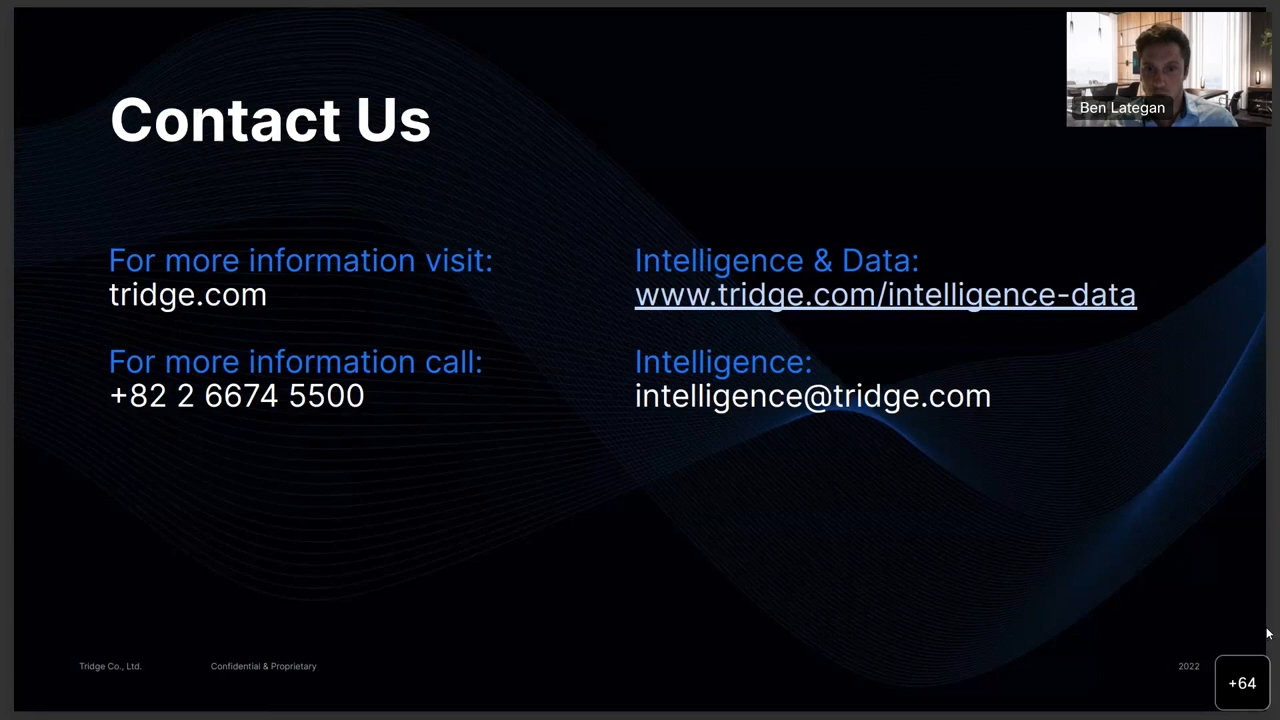 Ben Lategan
Contact Us
For more information visit:
tridge.com
For more information call:
+82 2 6674 5500
Intelligence & Data:
www.tridge.com/intelligence-data
Intelligence:
intelligence@tridge.com
Tridge Co., Ltd.
Confidential & Proprietary
2022
+64